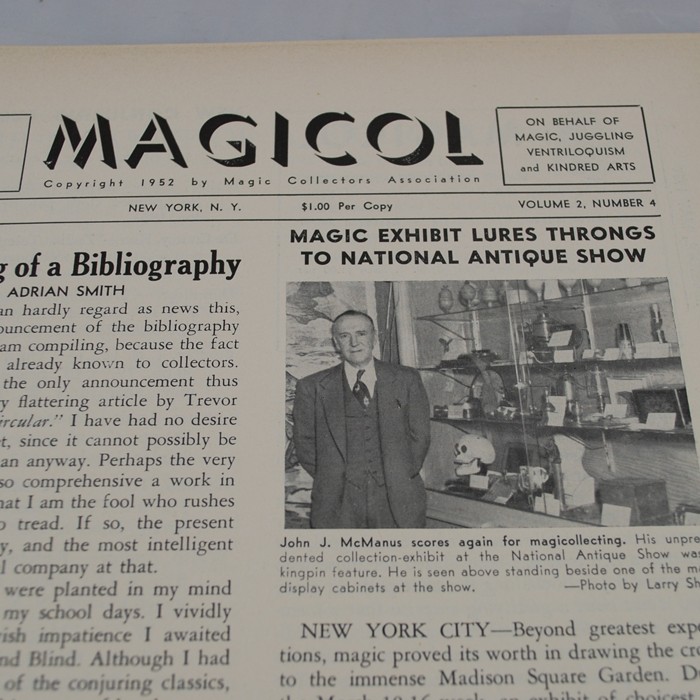 MAGICOL
Copyright 1952 by Magic Collectors Association
ON BEHALF OF
MAGIC, JUGGLING
VENTRILOQUISM
and KINDRED ARTS
NEW YORK, N. Y. $1.00 Per Copy VOLUME 2, NUMBER 4
g of a Bibliography
ADRIAN SMITH
an hardly regard as news this,
ouncement of the bibliography
am compiling, because the fact
already known to collectors.
the only announcement thus
y flattering article by Trevor
ircular." I have had no desire
t, since it cannot possibly be
an anyway. Perhaps the very
so comprehensive a work in
hat I am the fool who rushes
o tread. If so, the present
y, and the most intelligent
l company at that.
were planted in my mind
my school days. I vividly
ish impatience I awaited
nd Blind. Although I had
of the conjuring classics,
MAGIC EXHIBIT LURES THRONGS
TO NATIONAL ANTIQUE SHOW
John J. McManus scores again for magicollecting. His unpre
dented collection-exhibit at the National Antique Show was
kingpin feature. He is seen above standing beside one of the m
display cabinets at the show. —Photo by Larry Sh
NEW YORK CITY—Beyond greatest expe
tions, magic proved its worth in drawing the cr
to the immense Madison Square Garden. D